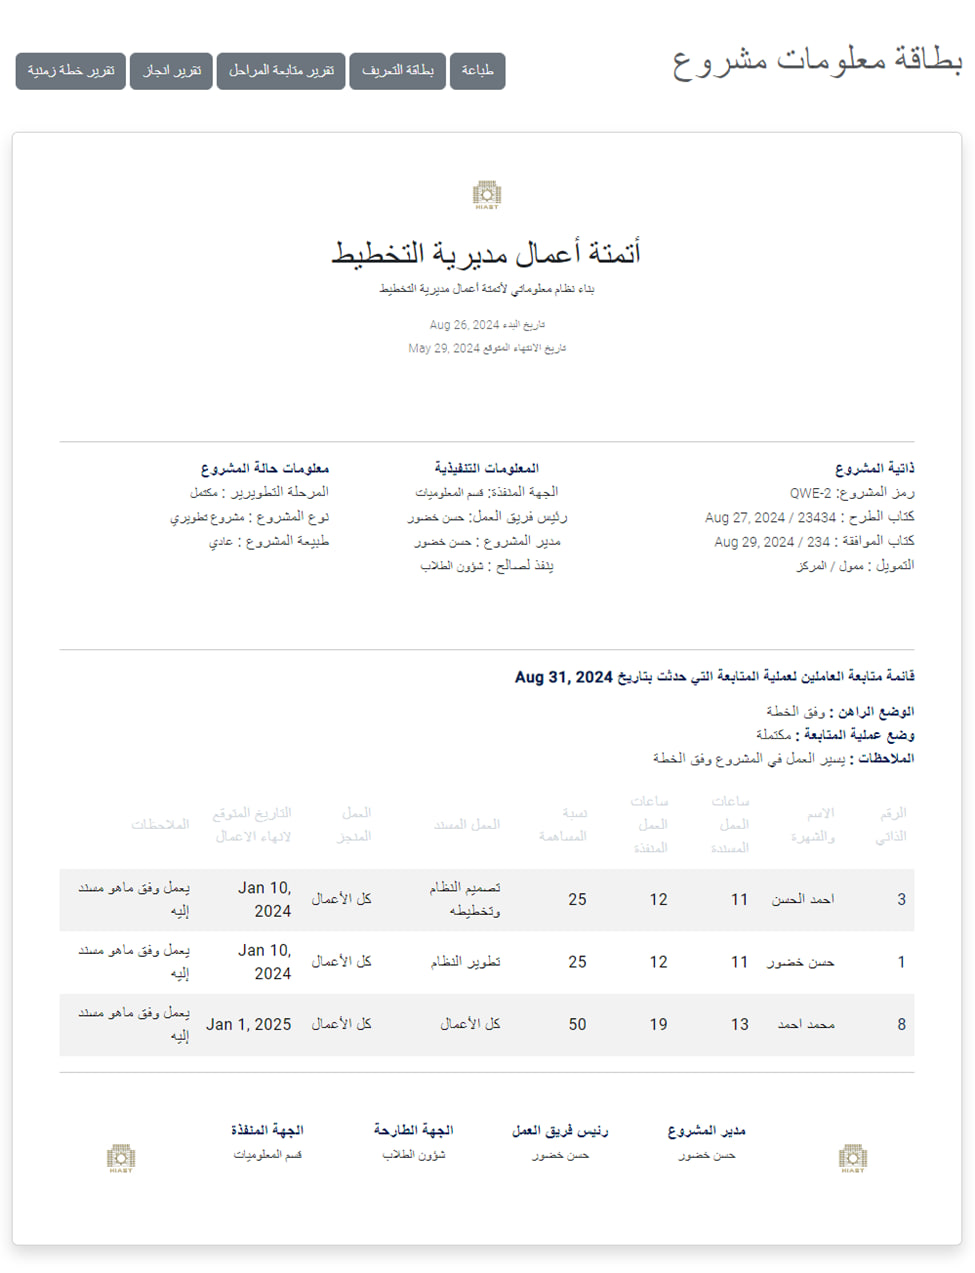 بطاقة معلومات مشروع
طباعة
بطاقة التعريف
تقرير متابعة المراحل
تقرير انجاز
تقرير خطة زمنية
HIAST
أتمتة أعمال مديرية التخطيط
بناء نظام معلوماتي لأتمتة أعمال مديرية التخطيط
تاريخ البدء Aug 26, 2024
تاريخ الانتهاء المتوقع May 29, 2024
ذاتية المشروع
رمز المشروع: QWE-2
كتاب الطرح : 23434 / Aug 27, 2024
كتاب الموافقة : 234 / Aug 29, 2024
التمويل : ممول / المركز
المعلومات التنفيذية
الجهة المنفذة: قسم المعلوميات
رئيس فريق العمل: حسن خضور
مدير المشروع : حسن خضور
ينفذ لصالح : شؤون الطلاب
معلومات حالة المشروع
المرحلة التطويرير : مكتمل
نوع المشروع : مشروع تطويري
طبيعة المشروع : عادي
قائمة متابعة العاملين لعملية المتابعة التي حدثت بتاريخ Aug 31, 2024
الوضع الراهن : وفق الخطة
وضع عملية المتابعة : مكتملة
الملاحظات : يسير العمل في المشروع وفق الخطة
الرقم الذاتي
الاسم والشهرة
ساعات العمل المسندة
ساعات العمل المنفذة
نسبة المساهمة
العمل المسند
العمل المنجز
التاريخ المتوقع لانهاء الاعمال
الملاحظات
3 احمد الحسن 11 12 25 تصميم النظام وتخطيطه كل الأعمال Jan 10, 2024 يعمل وفق ماهو مسند إليه
1 حسن خضور 11 12 25 تطوير النظام كل الأعمال Jan 10, 2024 يعمل وفق ماهو مسند إليه
8 محمد احمد 13 19 50 كل الأعمال كل الأعمال Jan 1, 2025 يعمل وفق ماهو مسند إليه
HIAST
مدير المشروع
حسن خضور
رئيس فريق العمل
حسن خضور
الجهة الطارحة
شؤون الطلاب
الجهة المنفذة
قسم المعلوميات
HIAST